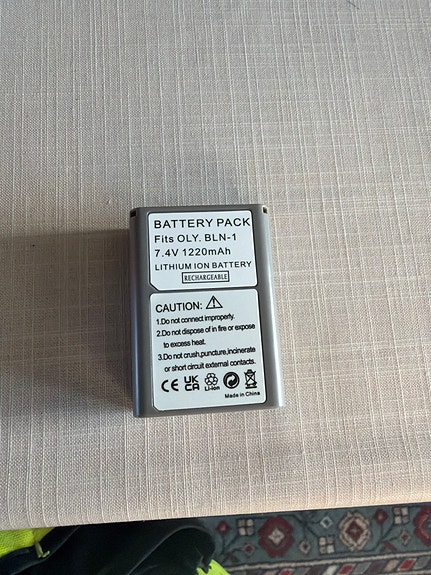 BATTERY PACK
Fits OLY. BLN-1
7.4V 1220mAh
LITHIUM ION BATTERY
RECHARGEABLE
CAUTION:
1.Do not connect improperly.
2.Do not dispose of in fire or expose
to excess heat.
3.Do not crush,puncture,incinerate
or short circuit external contacts.
CE UK CA Li-ion
Made in China